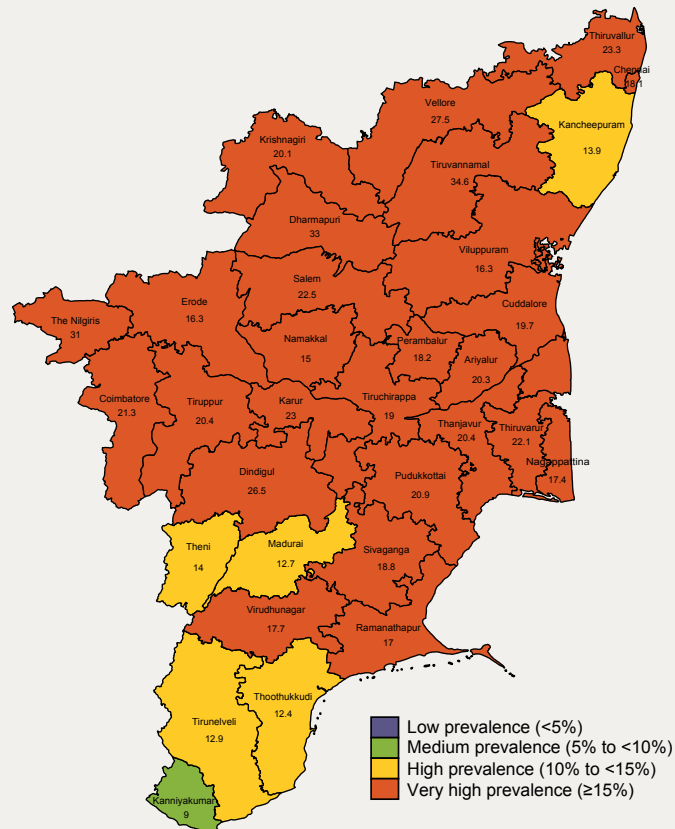 Thiruvallur
23.3
Chennai
18.1
Kancheepuram
13.9
Vellore
27.5
Krishnagiri
20.1
Tiruvannamal
34.6
Dharmapuri
33
Viluppuram
16.3
Salem
22.5
Erode
16.3
Cuddalore
19.7
The Nilgiris
31
Namakkal
15
Perambalur
18.2
Ariyalur
20.3
Coimbatore
21.3
Tiruppur
20.4
Karur
23
Tiruchirappa
19
Thanjavur
20.4
Thiruvarur
22.1
Nagappattina
17.4
Dindigul
26.5
Pudukkottai
20.9
Theni
14
Madurai
12.7
Sivaganga
18.8
Virudhunagar
17.7
Ramanathapur
17
Thoothukkudi
12.4
Tirunelveli
12.9
Kanniyakumar
9
Low prevalence (<5%)
Medium prevalence (5% to <10%)
High prevalence (10% to <15%)
Very high prevalence (≥15%)